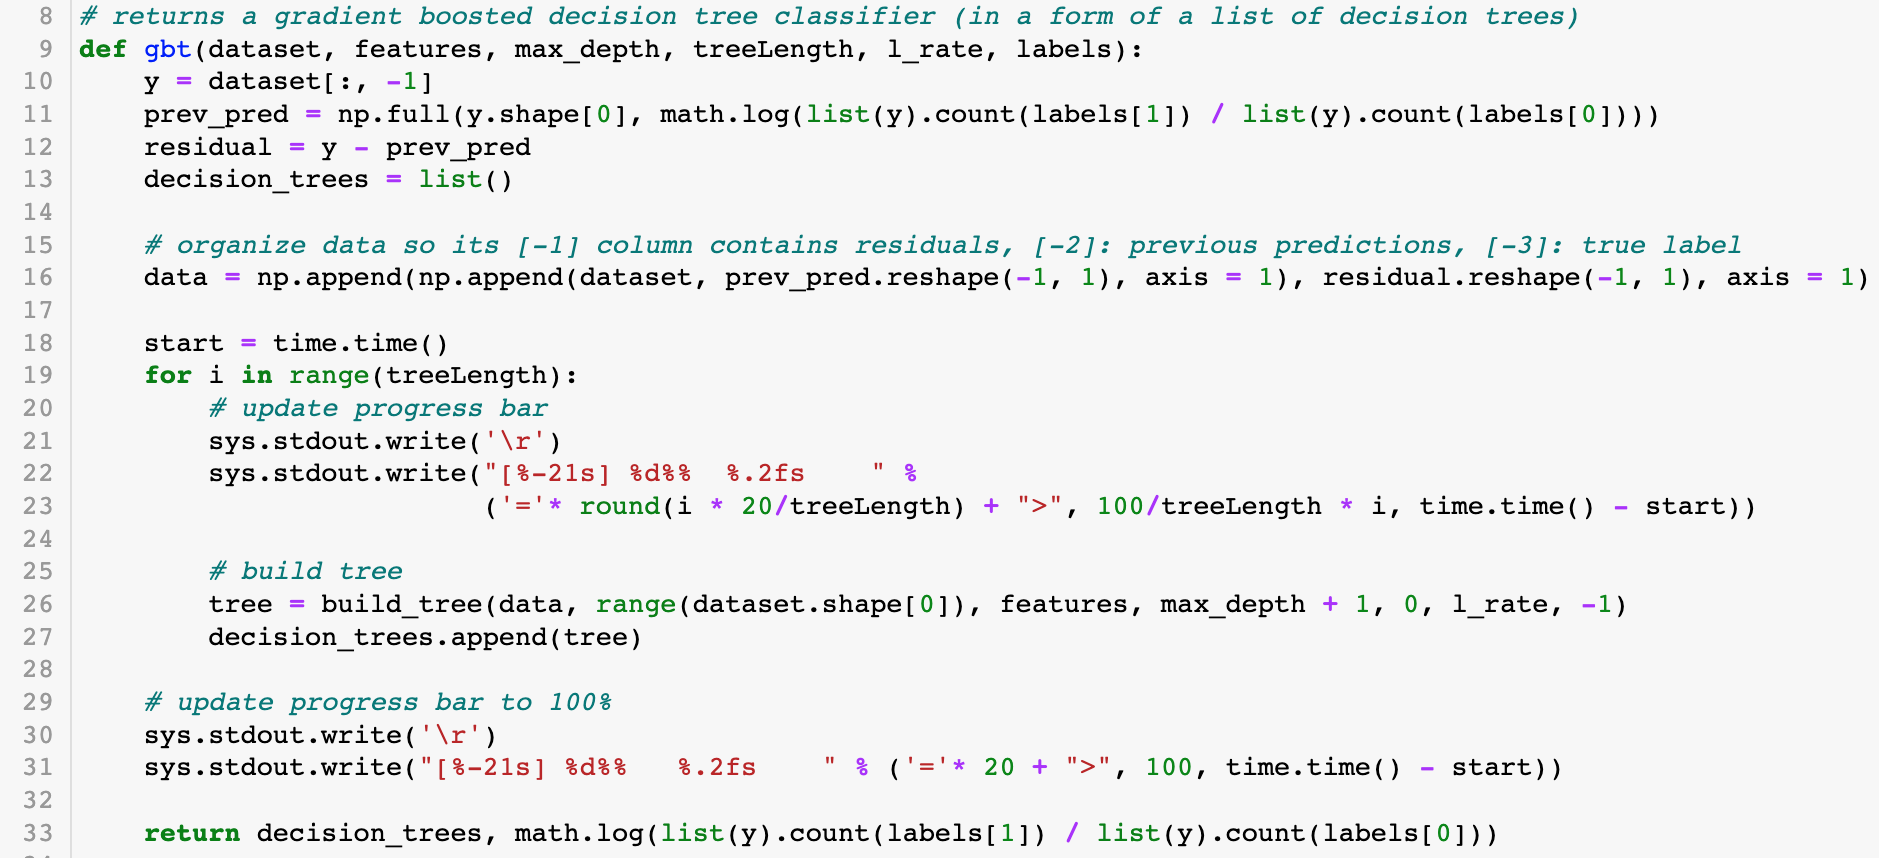 8 # returns a gradient boosted decision tree classifier (in a form of a list of decision trees)
9 def gbt(dataset, features, max_depth, treeLength, l_rate, labels):
10     y = dataset[:, -1]
11     prev_pred = np.full(y.shape[0], math.log(list(y).count(labels[1]) / list(y).count(labels[0])))
12     residual = y - prev_pred
13     decision_trees = list()
14
15     # organize data so its [-1] column contains residuals, [-2]: previous predictions, [-3]: true label
16     data = np.append(np.append(dataset, prev_pred.reshape(-1, 1), axis = 1), residual.reshape(-1, 1), axis = 1)
17
18     start = time.time()
19     for i in range(treeLength):
20         # update progress bar
21         sys.stdout.write('\r')
22         sys.stdout.write("[%-21s] %d%%  %.2fs    " %
23                          ('='* round(i * 20/treeLength) + ">", 100/treeLength * i, time.time() - start))
24
25         # build tree
26         tree = build_tree(data, range(dataset.shape[0]), features, max_depth + 1, 0, l_rate, -1)
27         decision_trees.append(tree)
28
29     # update progress bar to 100%
30     sys.stdout.write('\r')
31     sys.stdout.write("[%-21s] %d%%   %.2fs    " % ('='* 20 + ">", 100, time.time() - start))
32
33     return decision_trees, math.log(list(y).count(labels[1]) / list(y).count(labels[0]))